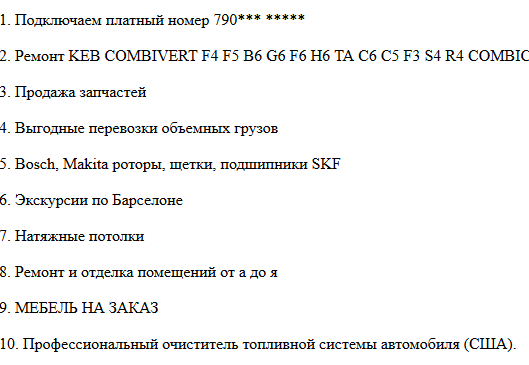 1. Подключаем платный номер 790*** *****
2. Ремонт KEB COMBIVERT F4 F5 B6 G6 F6 H6 TA C6 C5 F3 S4 R4 COMBIC
3. Продажа запчастей
4. Выгодные перевозки объемных грузов
5. Bosch, Makita роторы, щетки, подшипники SKF
6. Экскурсии по Барселоне
7. Натяжные потолки
8. Ремонт и отделка помещений от а до я
9. МЕБЕЛЬ НА ЗАКАЗ
10. Профессиональный очиститель топливной системы автомобиля (США).